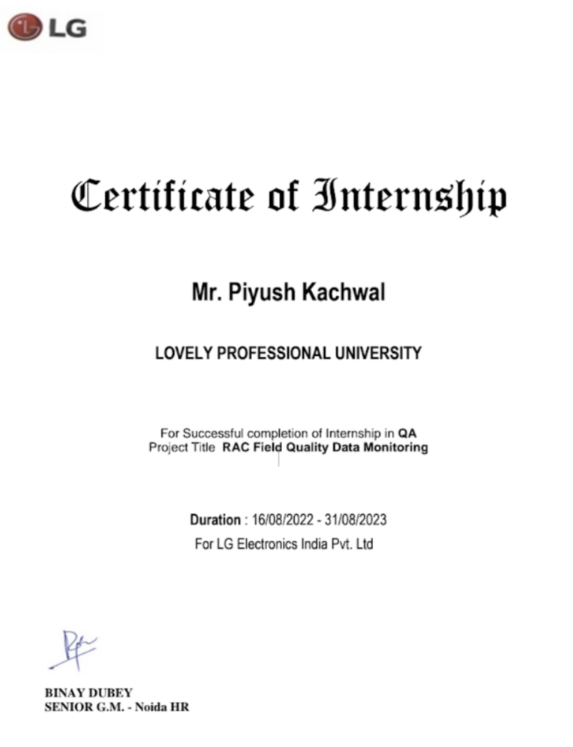 LG
Certificate of Internship
Mr. Piyush Kachwal
LOVELY PROFESSIONAL UNIVERSITY
For Successful completion of Internship in QA
Project Title RAC Field Quality Data Monitoring
Duration : 16/08/2022 - 31/08/2023
For LG Electronics India Pvt. Ltd
BINAY DUBEY
SENIOR G.M. - Noida HR